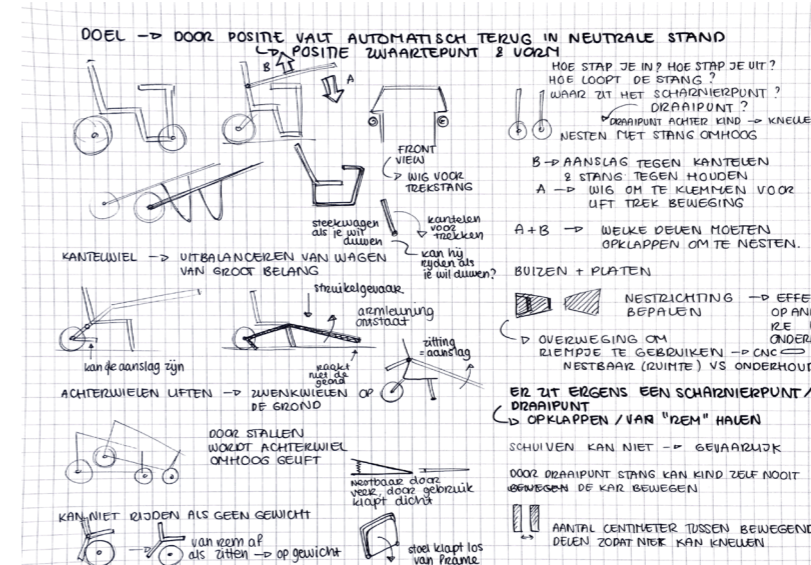 DOEL → DOOR POSITIE VALT AUTOMATISCH TERUG IN NEUTRALE STAND
↳ POSITIE ZWAARTEPUNT & VORM
B
A
FRONT
VIEW
↳ WIG VOOR
TREKSTANG
steekwagen
als je wil
duwen
kantelen
voor
trekken
kan hij
rijden als
je wil duwen?
KANTELWIEL → UITBALANCEREN VAN WAGEN
VAN GROOT BELANG
struikelgevaar
armleuning
omstaat
kan de aanslag zijn
raakt
net de
grond
zitting
= aanslag
ACHTERWIELEN LIFTEN → ZWENKWIELEN OP
DE GROND
DOOR STALLEN
WORDT ACHTERWIEL
OMHOOG GELIFT
Nestbaar door
veer, door gebruik
klapt dicht
KAN NIET RIJDEN ALS GEEN GEWICHT
van rem af
als zitten → op gewicht
stoel klapt los
van frame
HOE STAP JE IN? HOE STAP JE UIT?
HOE LOOPT DE STANG?
WAAR ZIT HET SCHARNIERPUNT?
DRAAIPUNT?
DRAAIPUNT ACHTER KIND → KNELLE
NESTEN MET STANG OMHOOG
B → AANSLAG TEGEN KANTELEN
& STANG TEGEN HOUDEN
A → WIG OM TE KLEMMEN VOOR
LIFT TREK BEWEGING
A+B → WELKE DELEN MOETEN
OPKLAPPEN OM TE NESTEN.
BUIZEN + PLATEN
NESTRICHTING → EFFE
BEPALEN OP AN
RE
ONDER
↳ OVERWEGING OM
RIEMPJE TE GEBRUIKEN → CNC
NESTBAAR (RUIMTE) VS ONDERHOUD
ER ZIT ERGENS EEN SCHARNIERPUNT/
DRAAIPUNT
↳ OPKLAPPEN / VAN "REM" HALEN
SCHUIVEN KAN NIET → GEVAARLIJK
DOOR DRAAIPUNT STANG KAN KIND ZELF NOOIT
BEWEGEN DE KAR BEWEGEN
AANTAL CENTIMETER TUSSEN BEWEGEND
DELEN ZODAT NIEK KAN KNELLEN